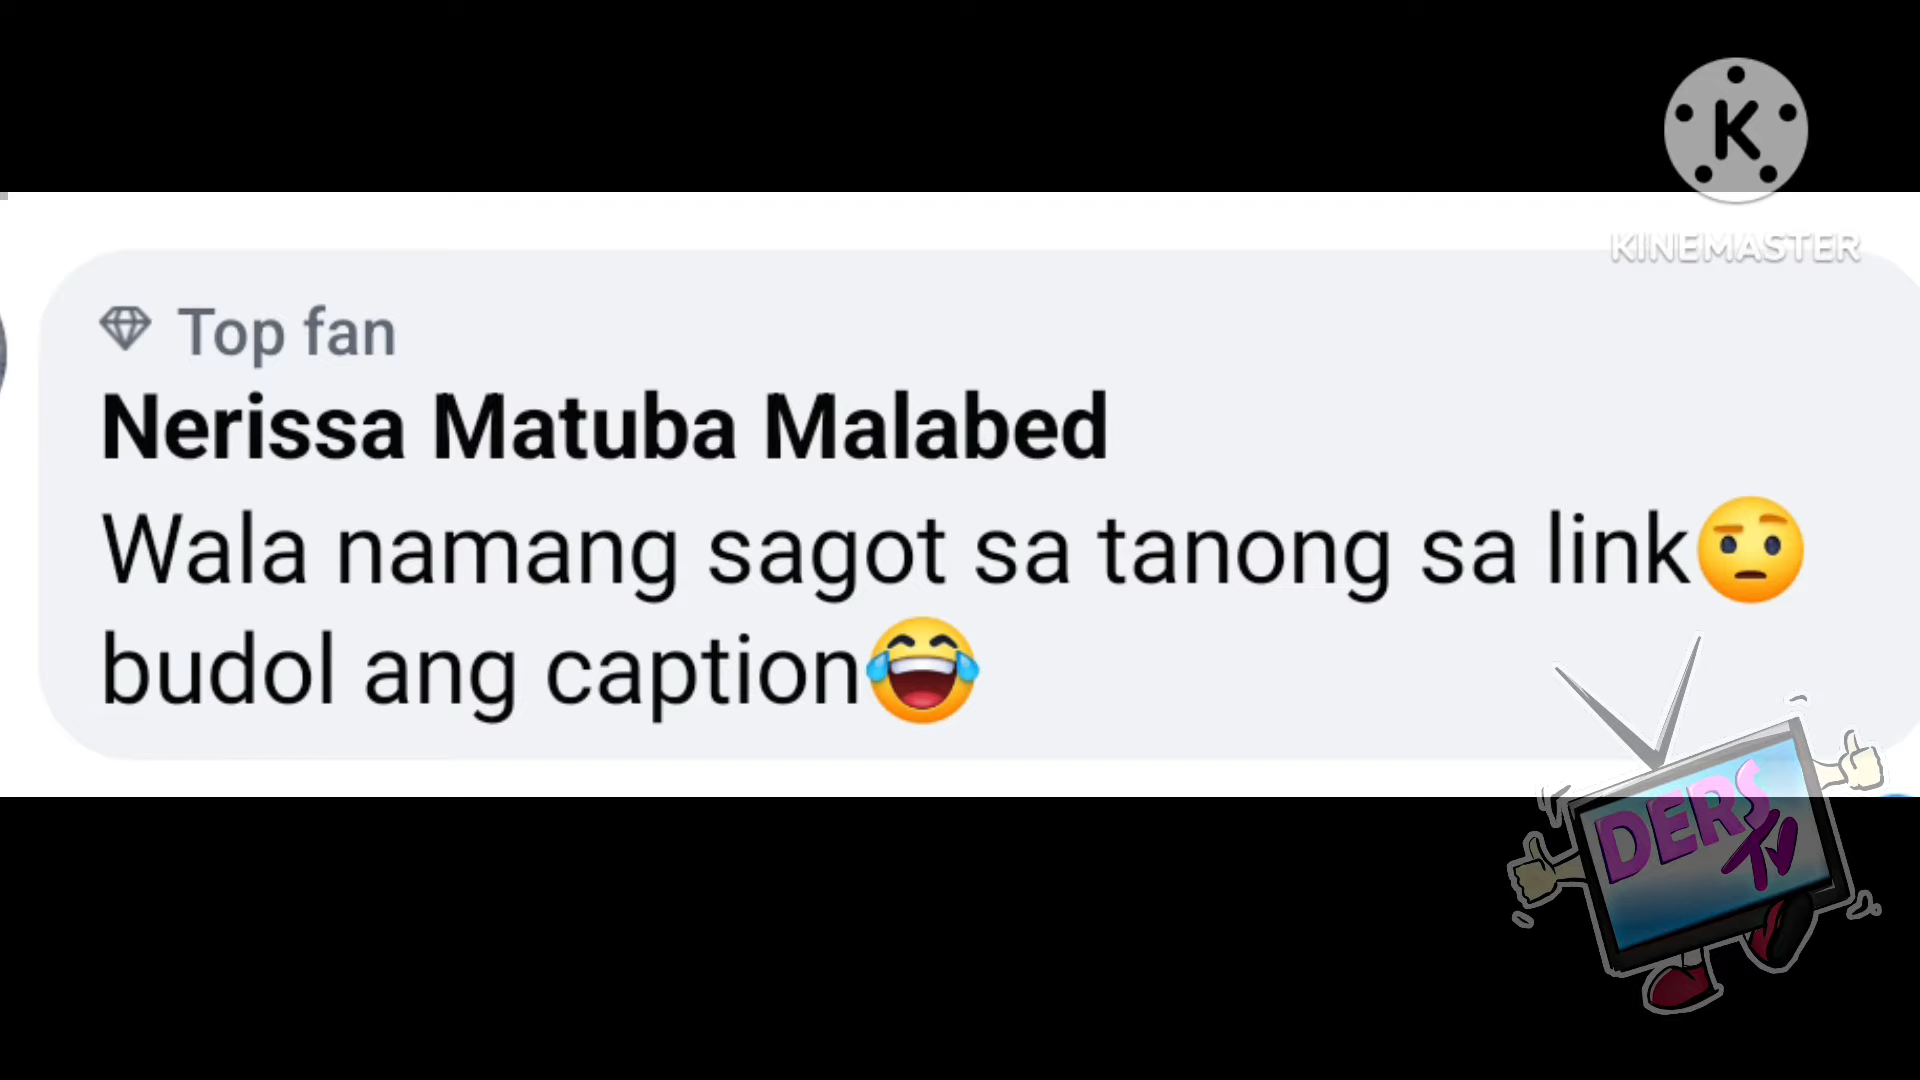 KINEMASTER
Top fan
Nerissa Matuba Malabed
Wala namang sagot sa tanong sa link🤨
budol ang caption😂
DERS
TV